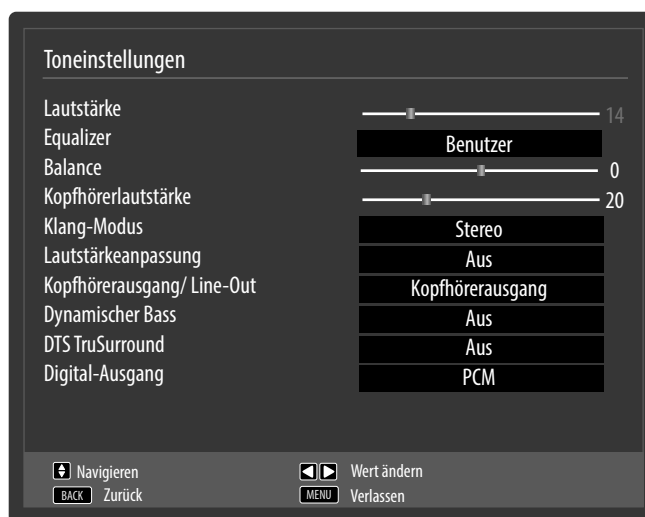 Toneinstellungen
Lautstärke 14
Equalizer Benutzer
Balance 0
Kopfhörerlautstärke 20
Klang-Modus Stereo
Lautstärkeanpassung Aus
Kopfhörerausgang/ Line-Out Kopfhörerausgang
Dynamischer Bass Aus
DTS TruSurround Aus
Digital-Ausgang PCM
Navigieren Wert ändern
BACK Zurück MENU Verlassen